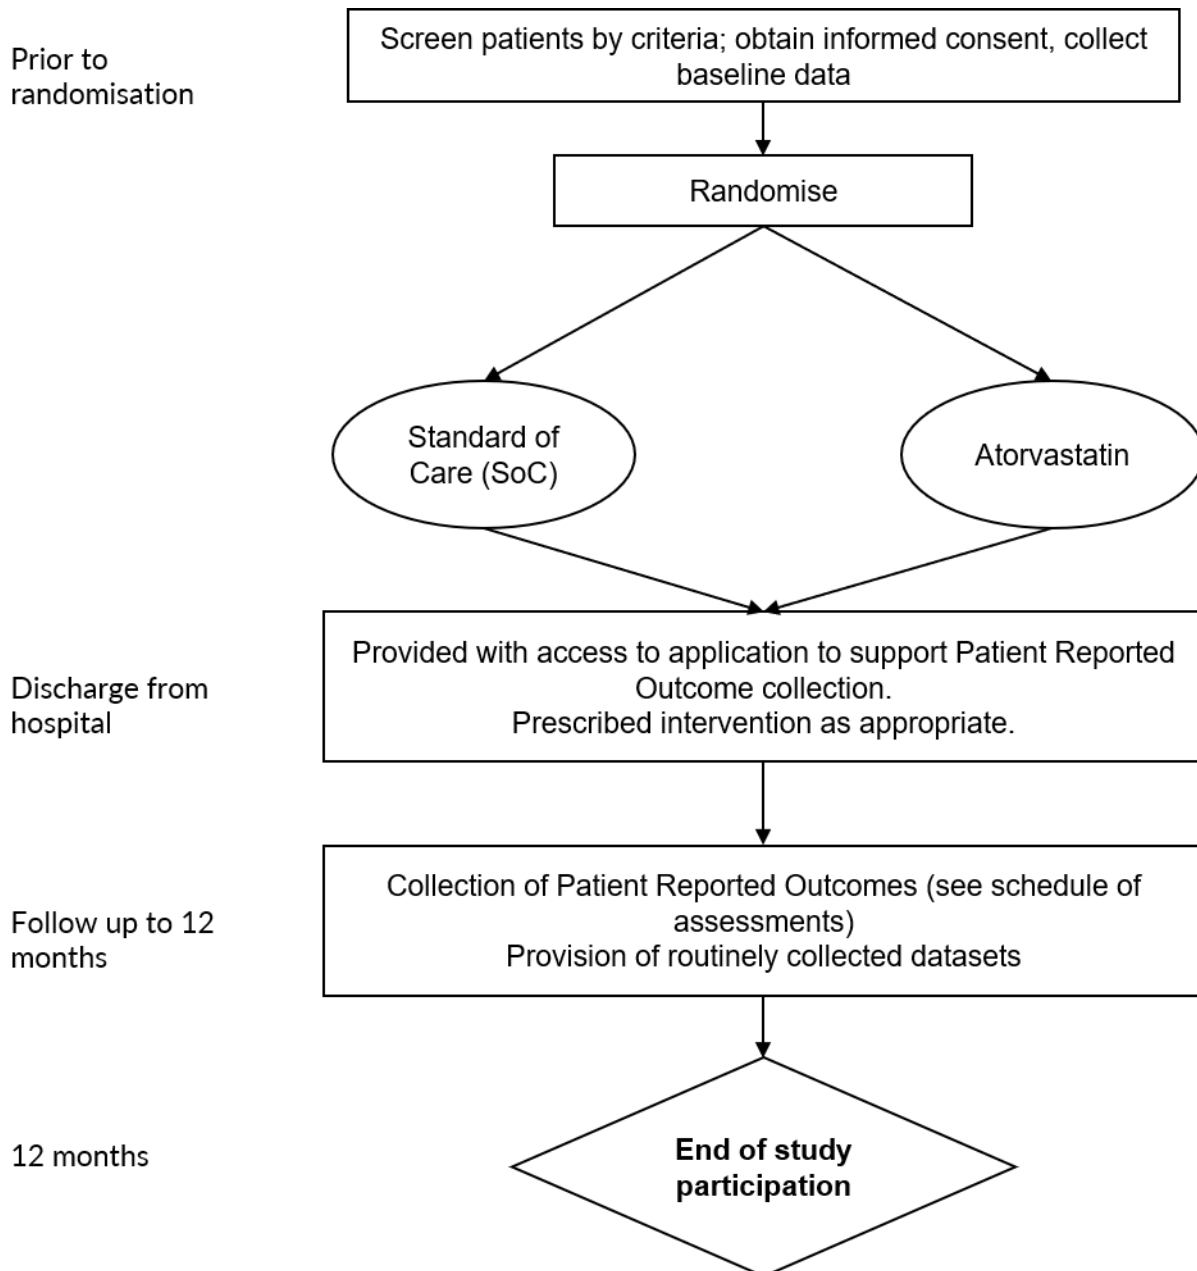 Prior to
randomisation
Screen patients by criteria; obtain informed consent, collect
baseline data
Randomise
Standard of
Care (SoC)
Atorvastatin
Discharge from
hospital
Provided with access to application to support Patient Reported
Outcome collection.
Prescribed intervention as appropriate.
Follow up to 12
months
Collection of Patient Reported Outcomes (see schedule of
assessments)
Provision of routinely collected datasets
12 months
End of study
participation